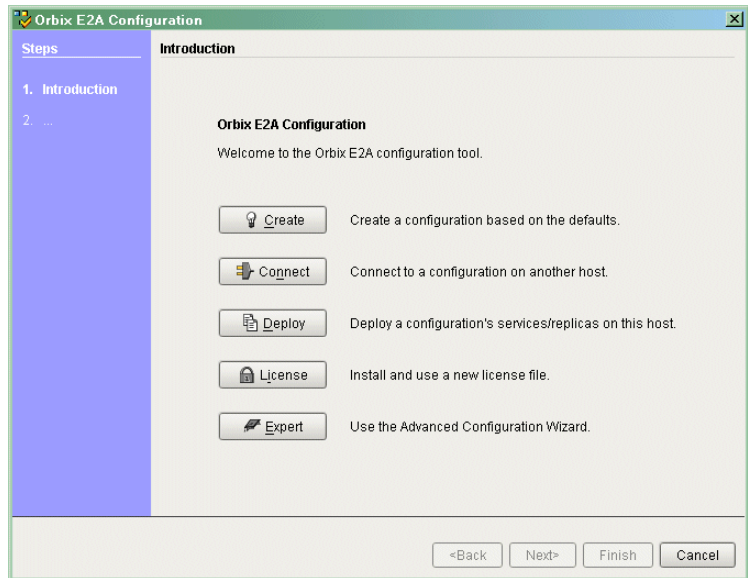 Orbix E2A Configuration
Steps
Introduction
1. Introduction
2. ...
Orbix E2A Configuration
Welcome to the Orbix E2A configuration tool.
Create Create a configuration based on the defaults.
Connect Connect to a configuration on another host.
Deploy Deploy a configuration's services/replicas on this host.
License Install and use a new license file.
Expert Use the Advanced Configuration Wizard.
<Back Next> Finish Cancel